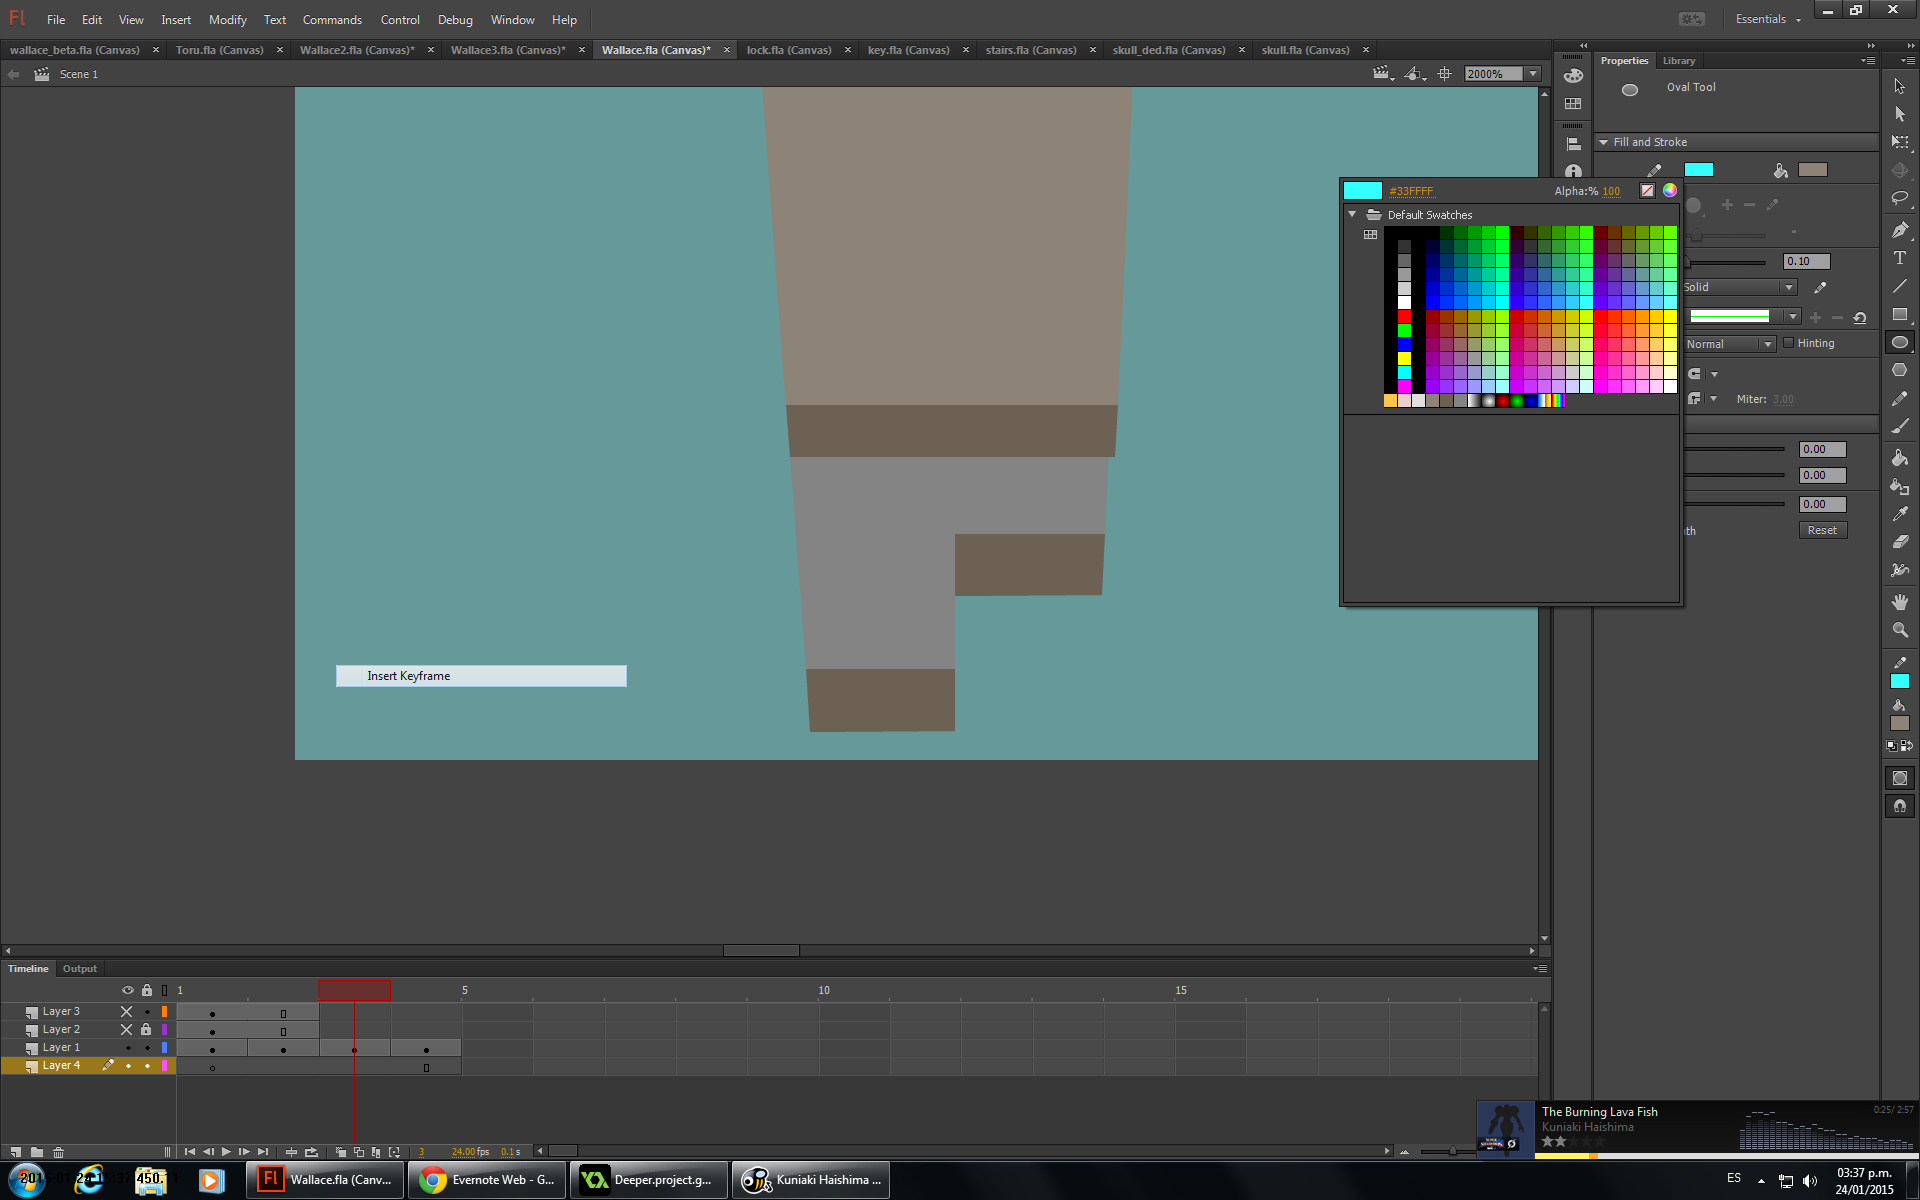 Fl File Edit View Insert Modify Text Commands Control Debug Window Help Essentials
wallace_beta.fla (Canvas) × Toru.fla (Canvas) × Wallace2.fla (Canvas)* × Wallace3.fla (Canvas)* × Wallace.fla (Canvas)* × lock.fla (Canvas) × key.fla (Canvas) × stairs.fla (Canvas) × skull_ded.fla (Canvas) × skull.fla (Canvas) ×
Scene 1 2000%
Properties Library
Oval Tool
Fill and Stroke
#33FFFF Alpha:% 100
Default Swatches
0.10
Solid
Normal Hinting
Miter: 3.00
0.00
0.00
0.00
th Reset
T
Insert Keyframe
Timeline Output
1 5 10 15
Layer 3
Layer 2
Layer 1
Layer 4
3 24.00 fps 0.1 s
The Burning Lava Fish 0:25/ 2:57
Kuniaki Haishima
Fl Wallace.fla (Canv...
Evernote Web - G...
Deeper.project.g...
Kuniaki Haishima ...
ES
03:37 p.m.
24/01/2015